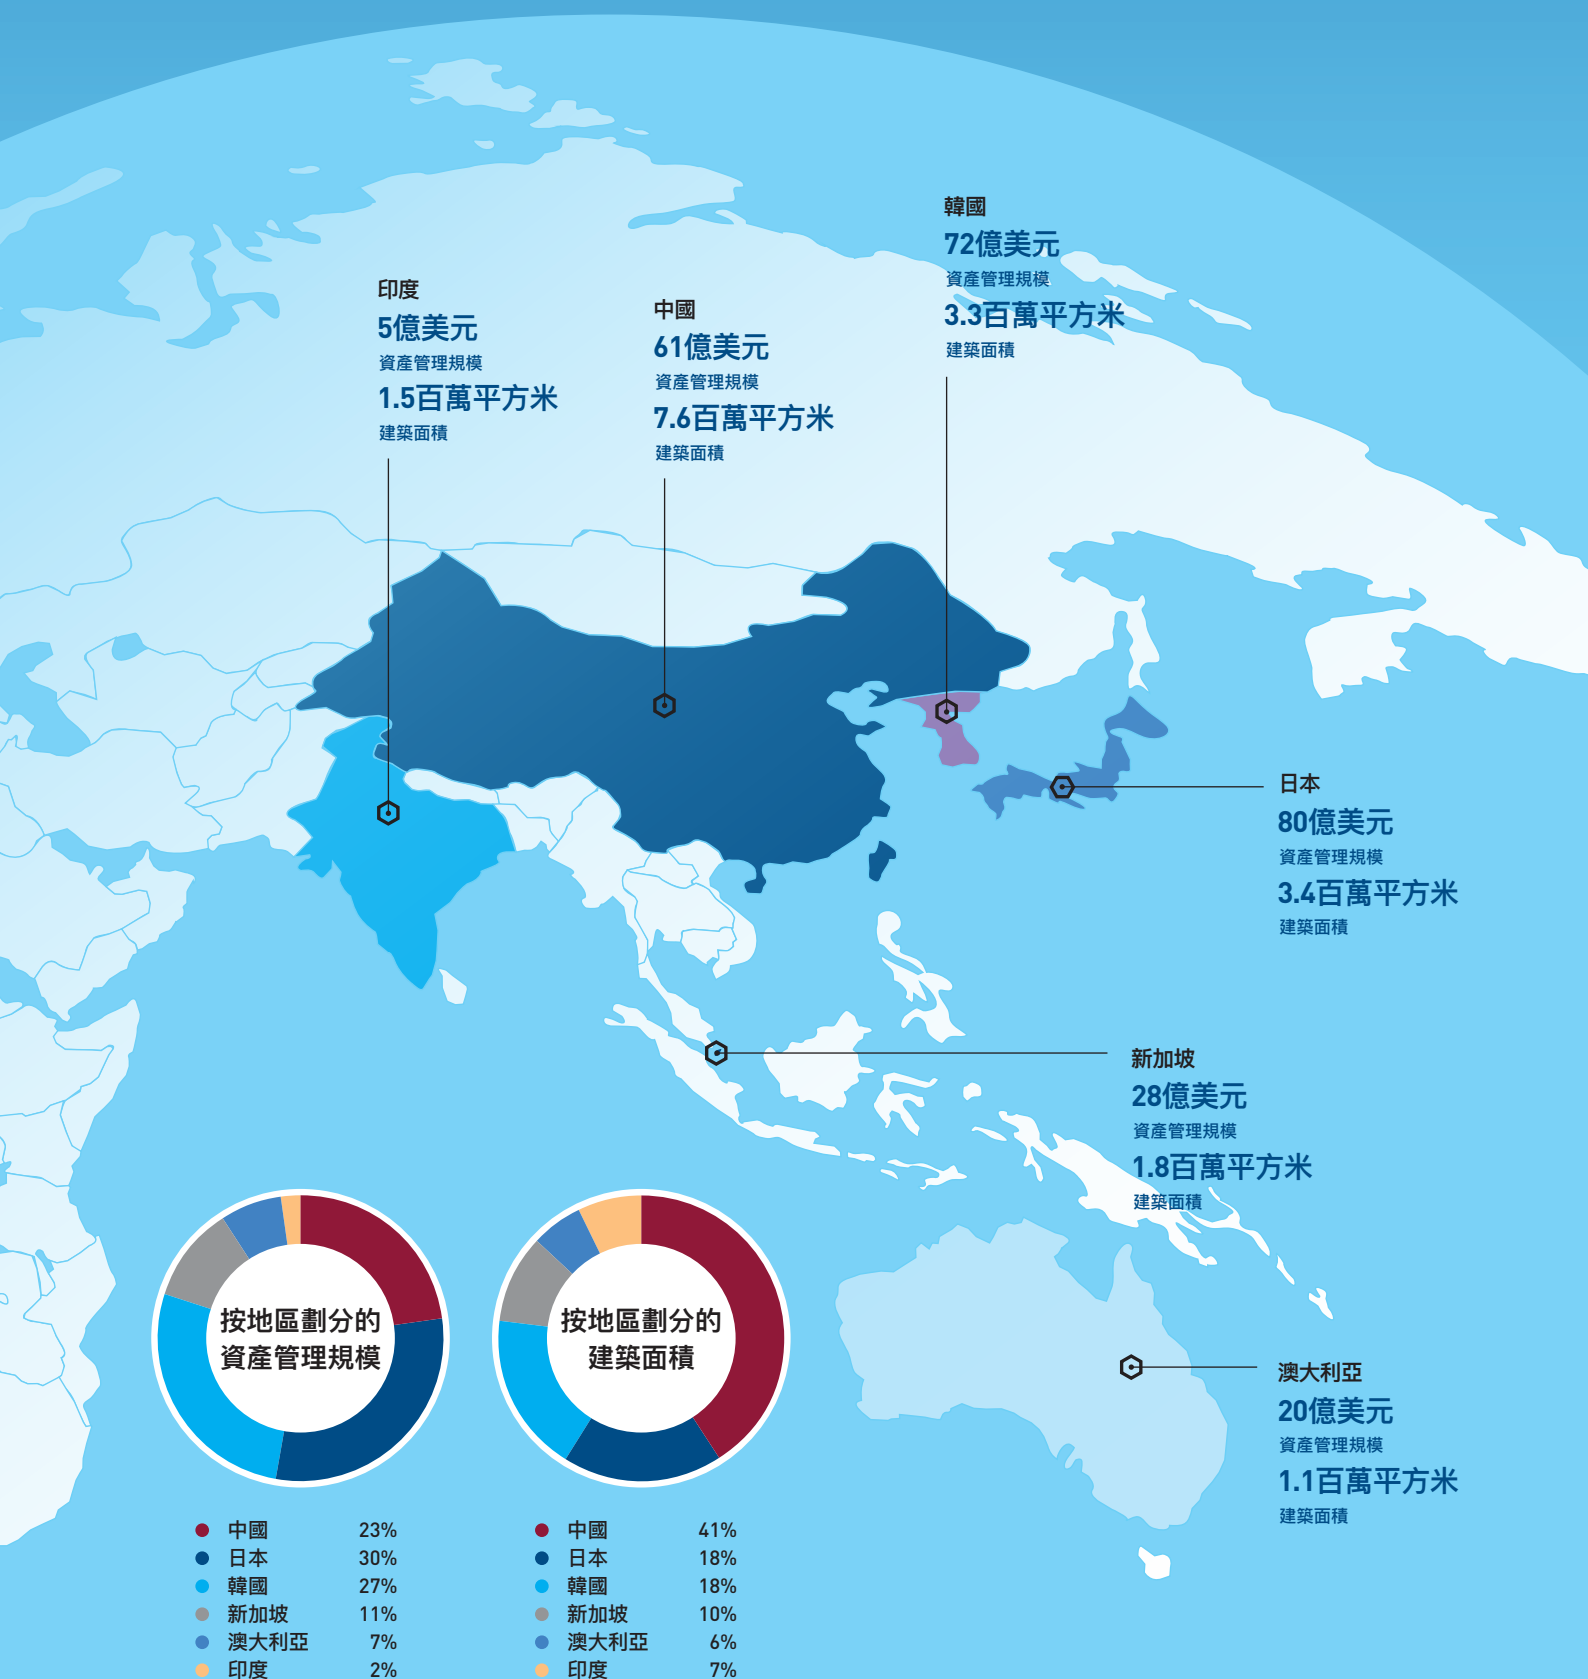 韓國
72億美元
資產管理規模
3.3百萬平方米
建築面積
印度
5億美元
資產管理規模
1.5百萬平方米
建築面積
中國
61億美元
資產管理規模
7.6百萬平方米
建築面積
日本
80億美元
資產管理規模
3.4百萬平方米
建築面積
新加坡
28億美元
資產管理規模
1.8百萬平方米
建築面積
澳大利亞
20億美元
資產管理規模
1.1百萬平方米
建築面積
按地區劃分的
資產管理規模
中國 23%
日本 30%
韓國 27%
新加坡 11%
澳大利亞 7%
印度 2%
按地區劃分的
建築面積
中國 41%
日本 18%
韓國 18%
新加坡 10%
澳大利亞 6%
印度 7%